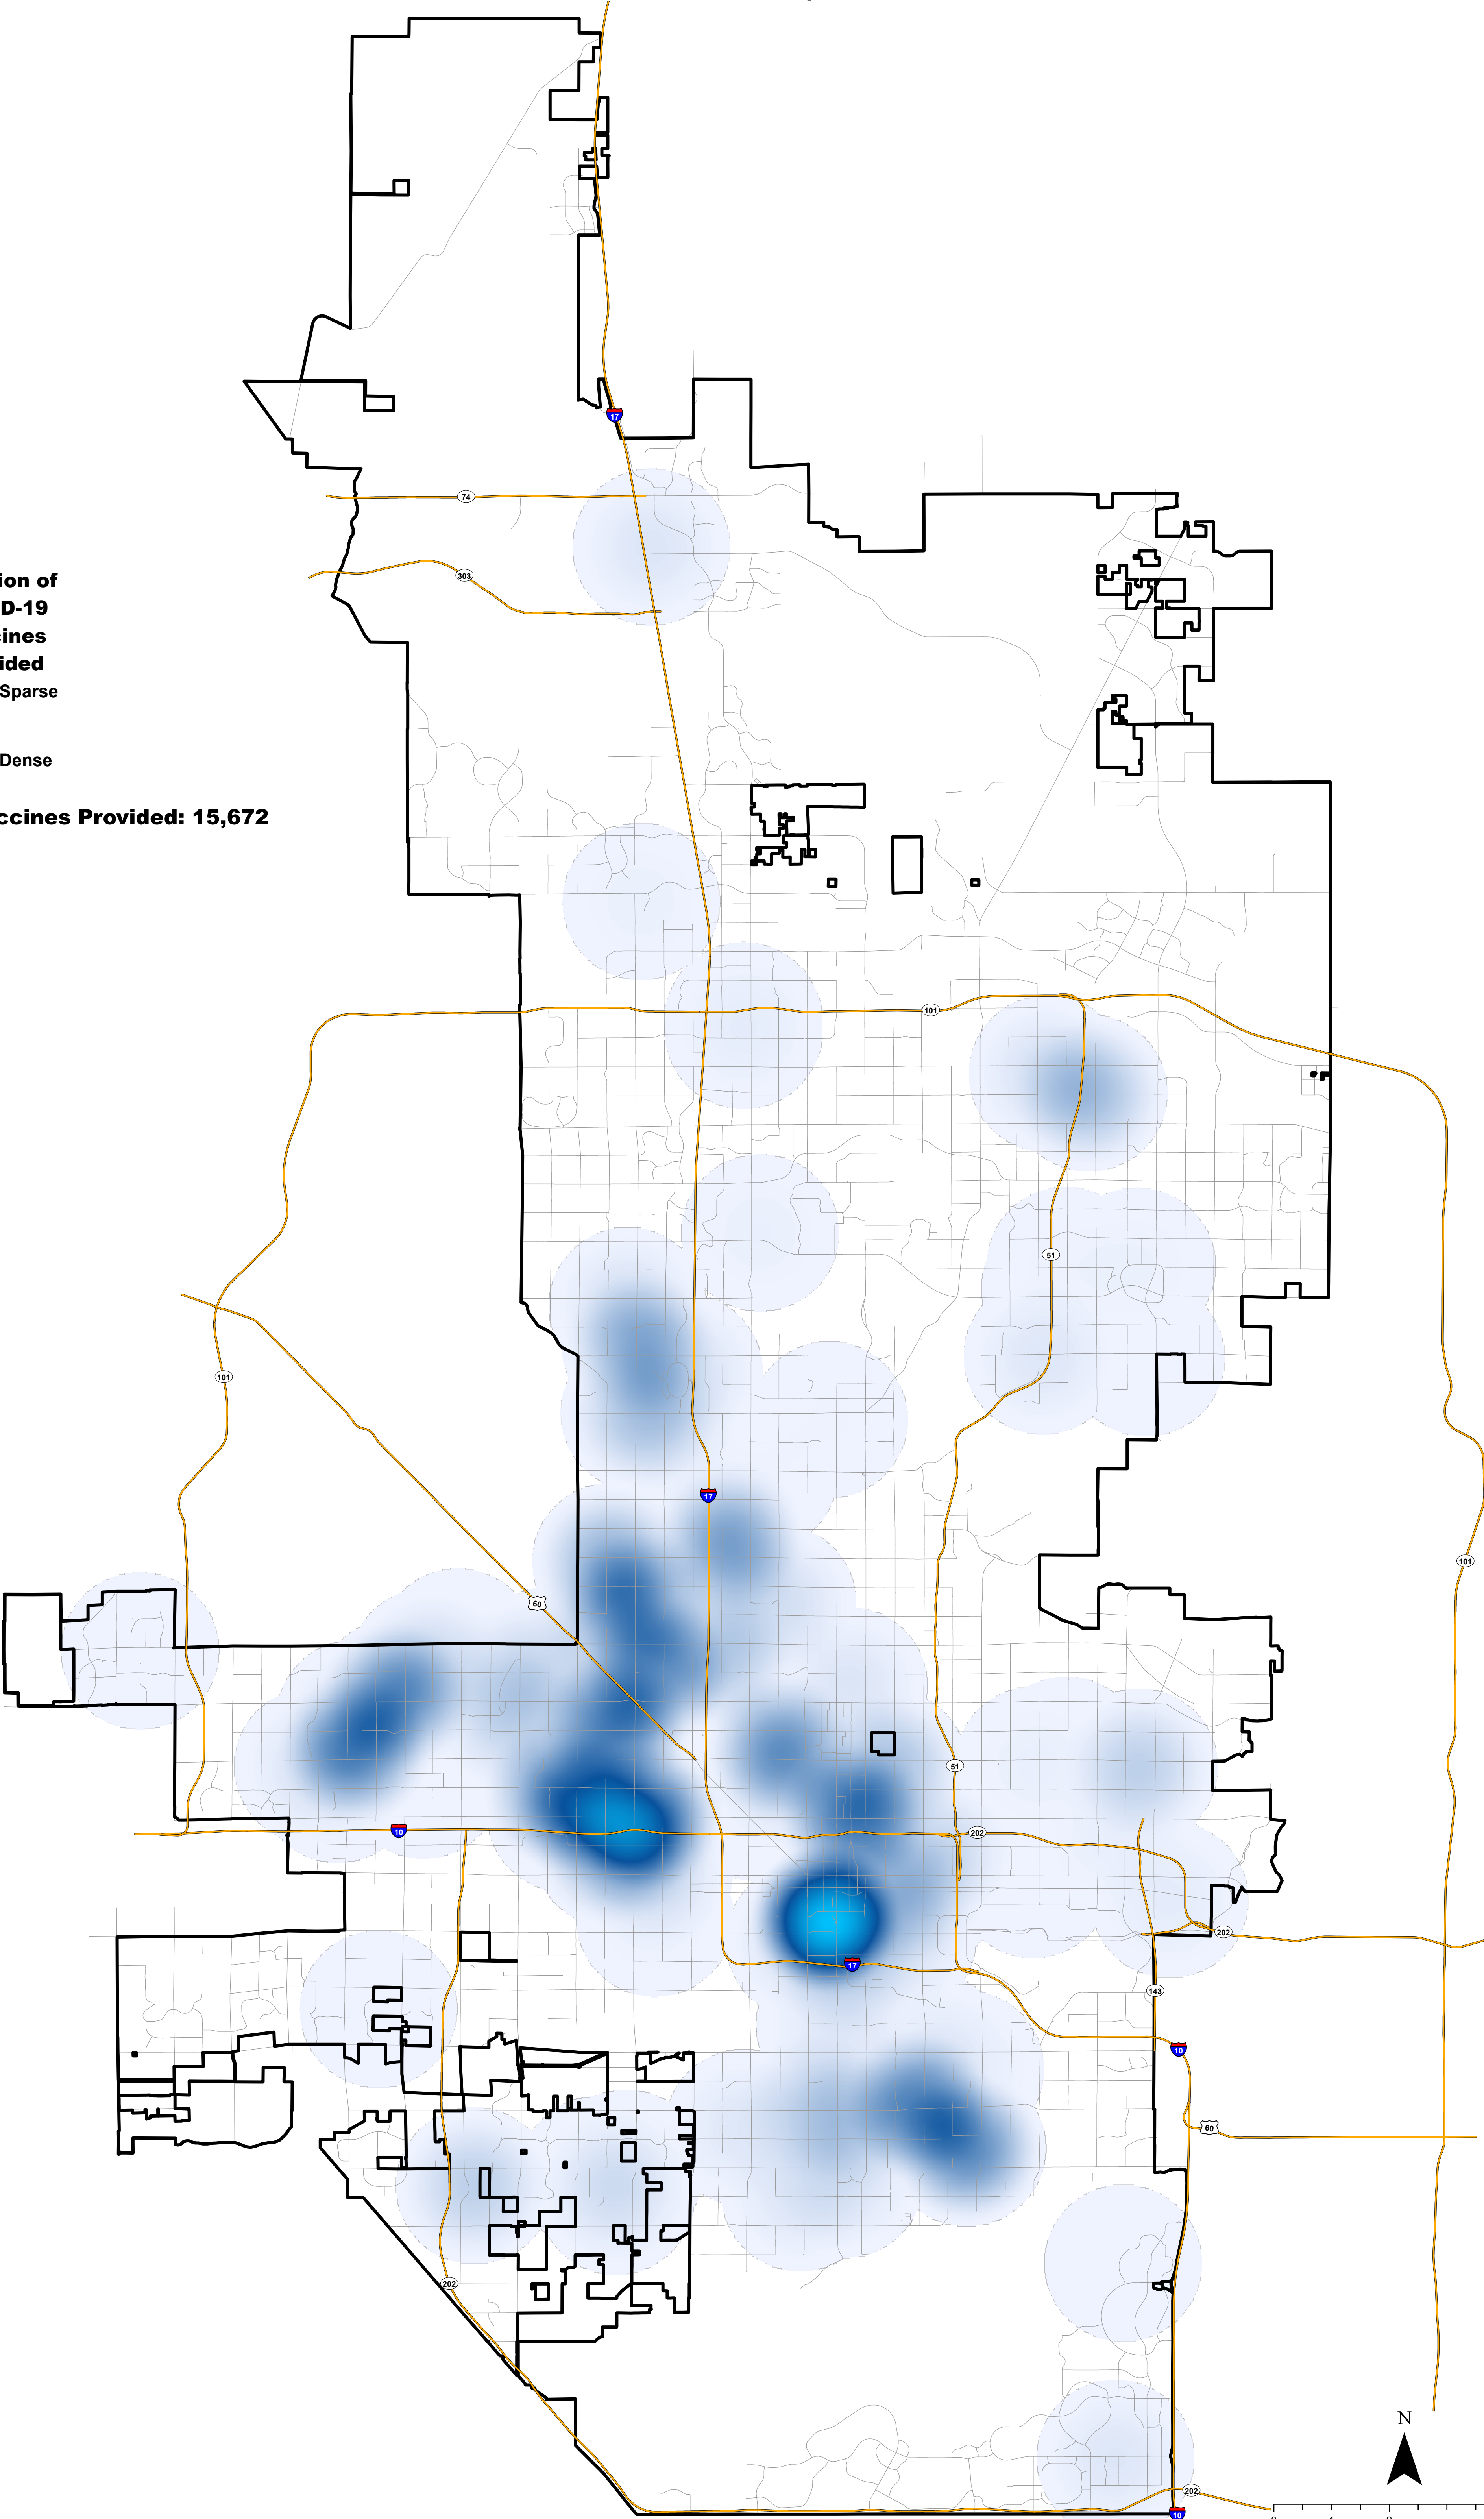 17
74
303
ion of
D-19
cines
ided
Sparse
Dense
ccines Provided: 15,672
101
51
101
17
101
60
51
10
202
202
17
143
10
60
202
N
202
10